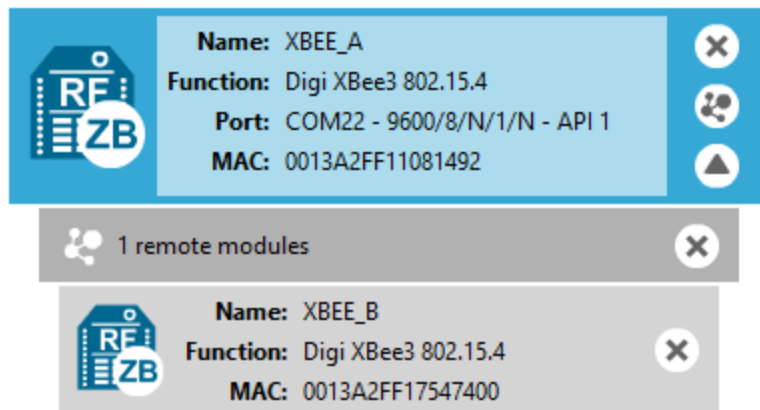 RF
ZB
Name: XBEE_A
Function: Digi XBee3 802.15.4
Port: COM22 - 9600/8/N/1/N - API 1
MAC: 0013A2FF11081492
1 remote modules
RF
ZB
Name: XBEE_B
Function: Digi XBee3 802.15.4
MAC: 0013A2FF17547400